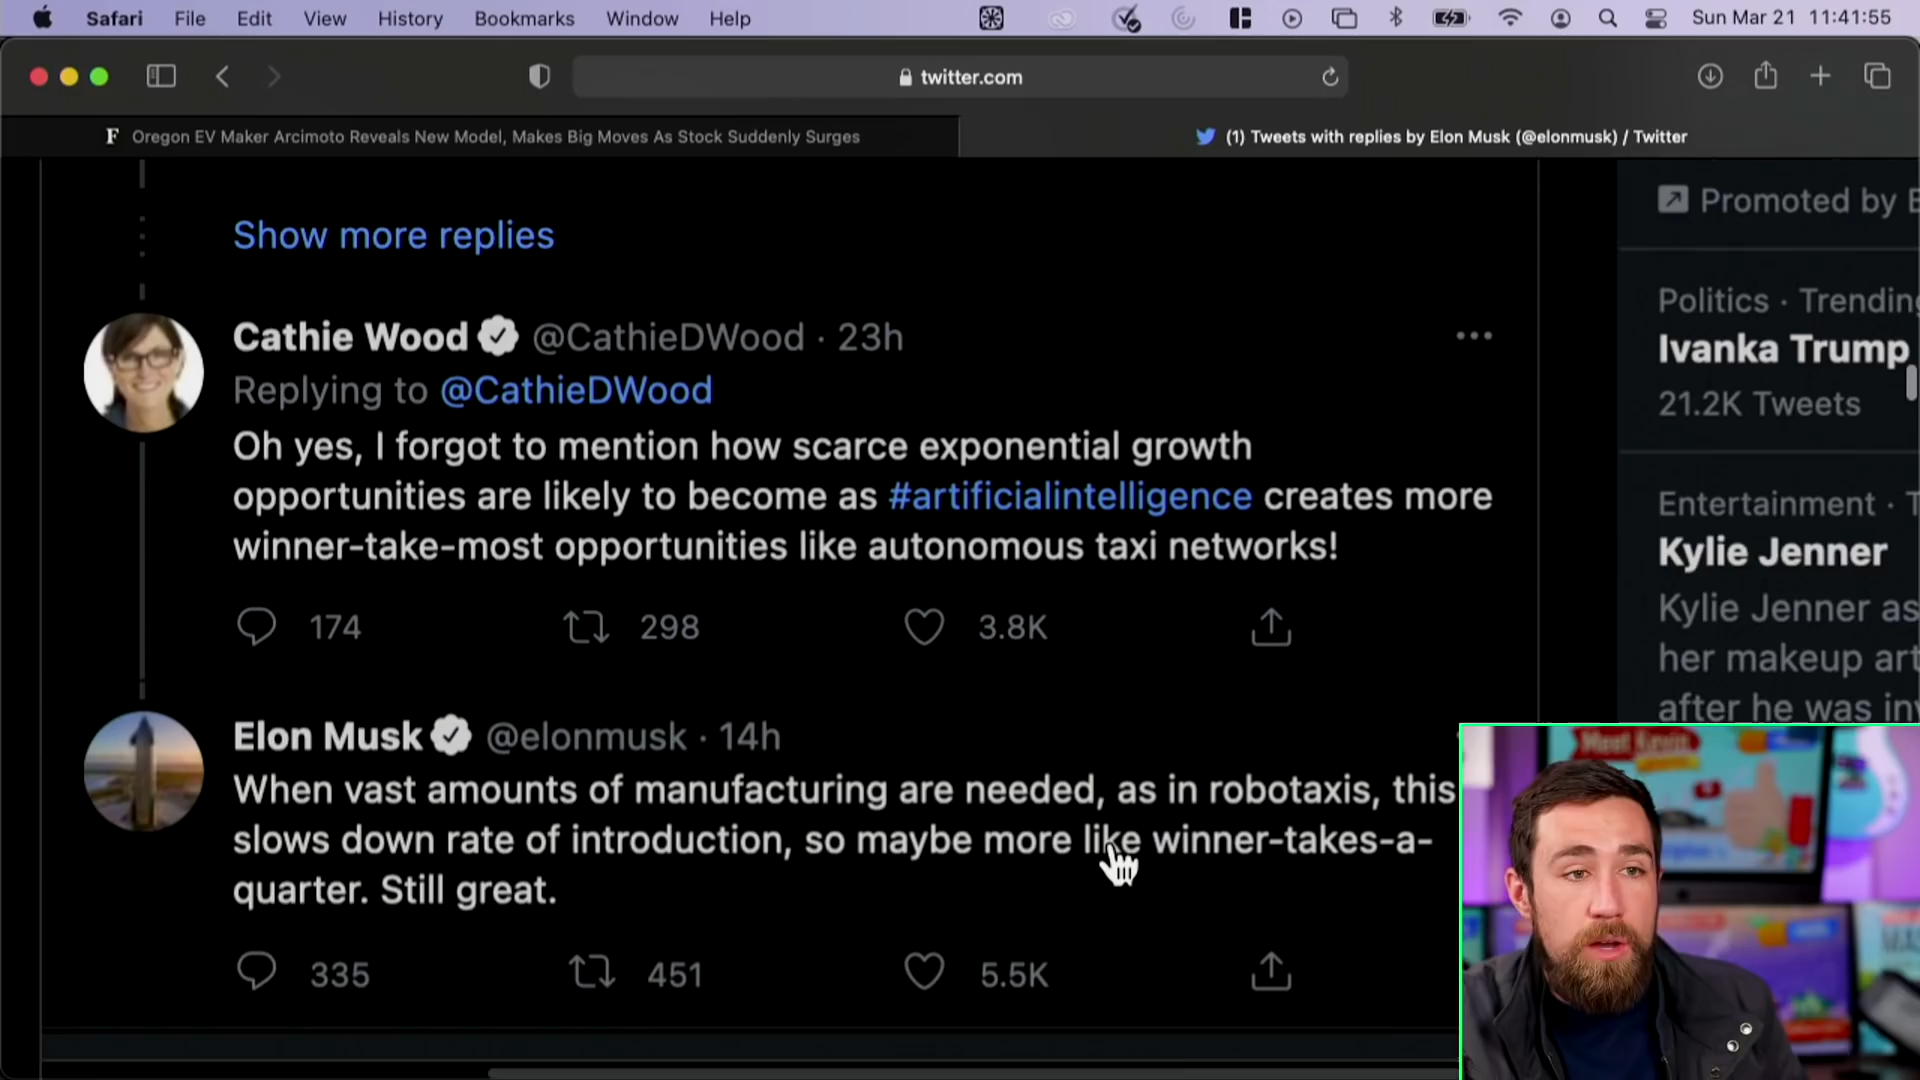 Safari File Edit View History Bookmarks Window Help Sun Mar 21 11:41:55
twitter.com
F Oregon EV Maker Arcimoto Reveals New Model, Makes Big Moves As Stock Suddenly Surges
(1) Tweets with replies by Elon Musk (@elonmusk) / Twitter
Show more replies
Cathie Wood @CathieDWood · 23h
Replying to @CathieDWood
Oh yes, I forgot to mention how scarce exponential growth
opportunities are likely to become as #artificialintelligence creates more
winner-take-most opportunities like autonomous taxi networks!
174 298 3.8K
Elon Musk @elonmusk · 14h
When vast amounts of manufacturing are needed, as in robotaxis, this
slows down rate of introduction, so maybe more like winner-takes-a-
quarter. Still great.
335 451 5.5K
Promoted by
Politics · Trending
Ivanka Trump
21.2K Tweets
Entertainment · T
Kylie Jenner
Kylie Jenner as
her makeup art
after he was inv
Meet Kevin